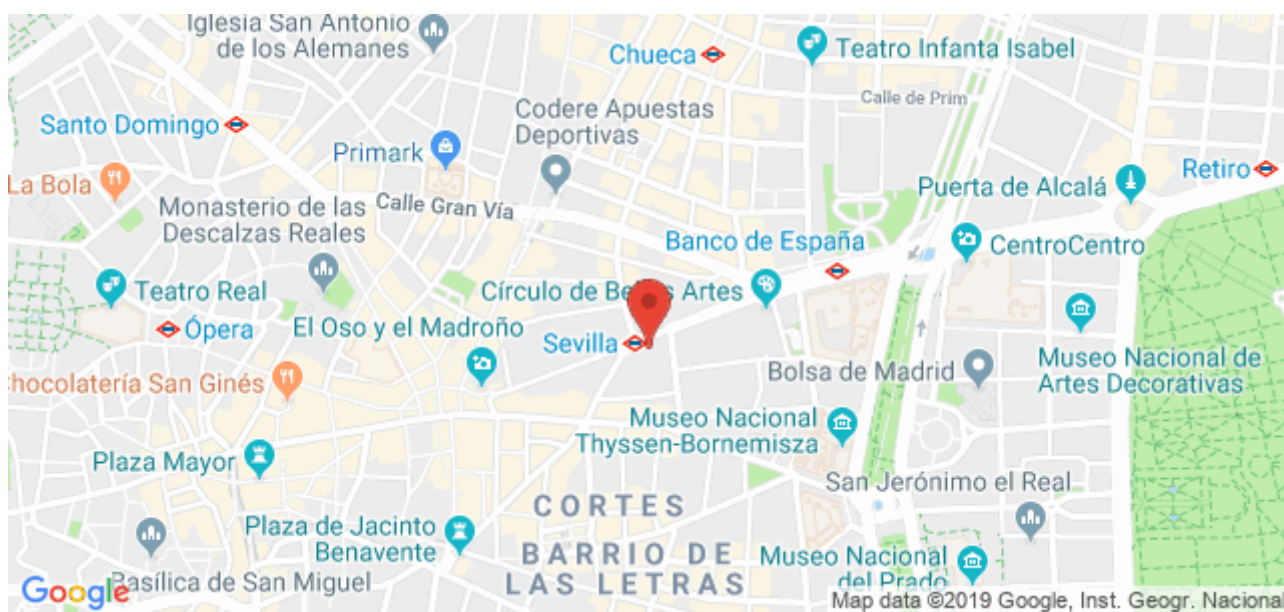 Iglesia San Antonio
de los Alemanes
Chueca
Teatro Infanta Isabel
Calle de Prim
Codere Apuestas
Deportivas
Santo Domingo
Primark
La Bola
Retiro
Puerta de Alcalá
Monasterio de las
Descalzas Reales
Calle Gran Vía
Banco de España
CentroCentro
Teatro Real
Círculo de Bellas Artes
Ópera
El Oso y el Madroño
Sevilla
Museo Nacional de
Artes Decorativas
Bolsa de Madrid
Chocolatería San Ginés
Museo Nacional
Thyssen-Bornemisza
Plaza Mayor
San Jerónimo el Real
CORTES
Plaza de Jacinto
Benavente
BARRIO DE
LAS LETRAS
Museo Nacional
del Prado
Basílica de San Miguel
Google
Map data ©2019 Google, Inst. Geogr. Naciona